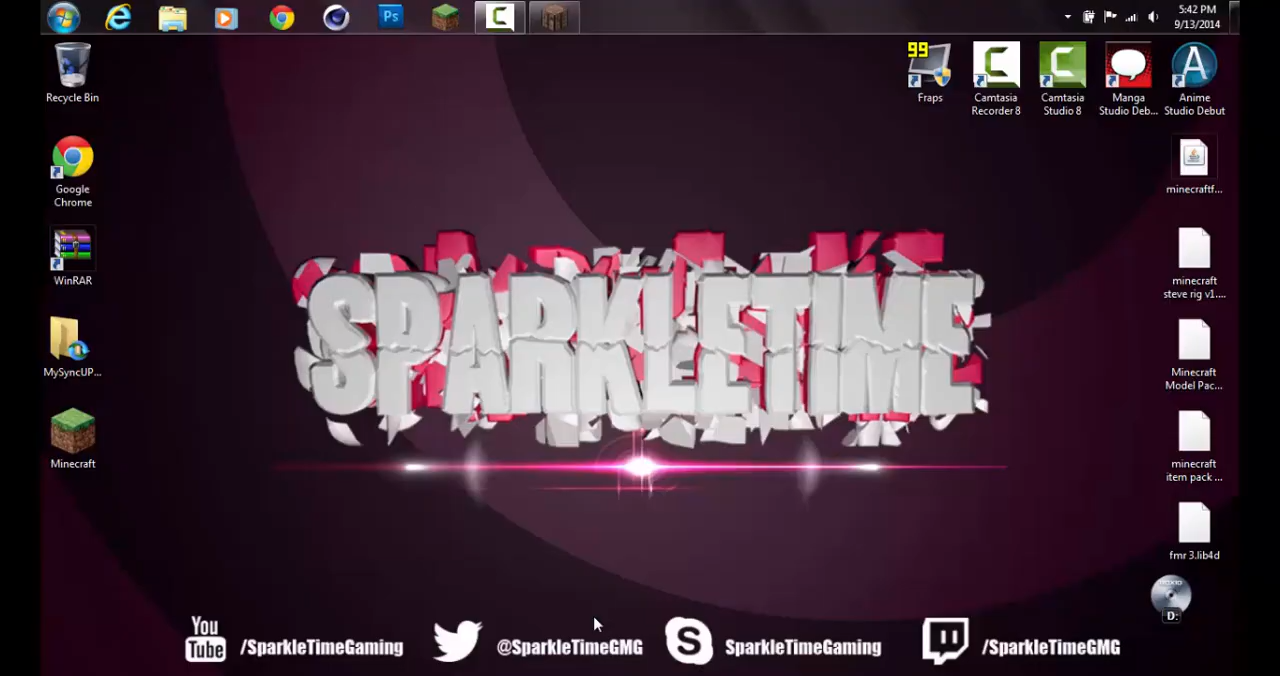 Ps
5:42 PM
9/13/2014
Recycle Bin
99
Fraps
Camtasia
Recorder 8
Camtasia
Studio 8
Manga
Studio Deb...
A
Anime
Studio Debut
Google
Chrome
minecraftf...
WinRAR
minecraft
steve rig v1....
MySyncUP...
Minecraft
Model Pac...
SPARKLETIME
Minecraft
minecraft
item pack ...
fmr 3.lib4d
D:
You
Tube
/SparkleTimeGaming
@SparkleTimeGMG
S
SparkleTimeGaming
/SparkleTimeGMG